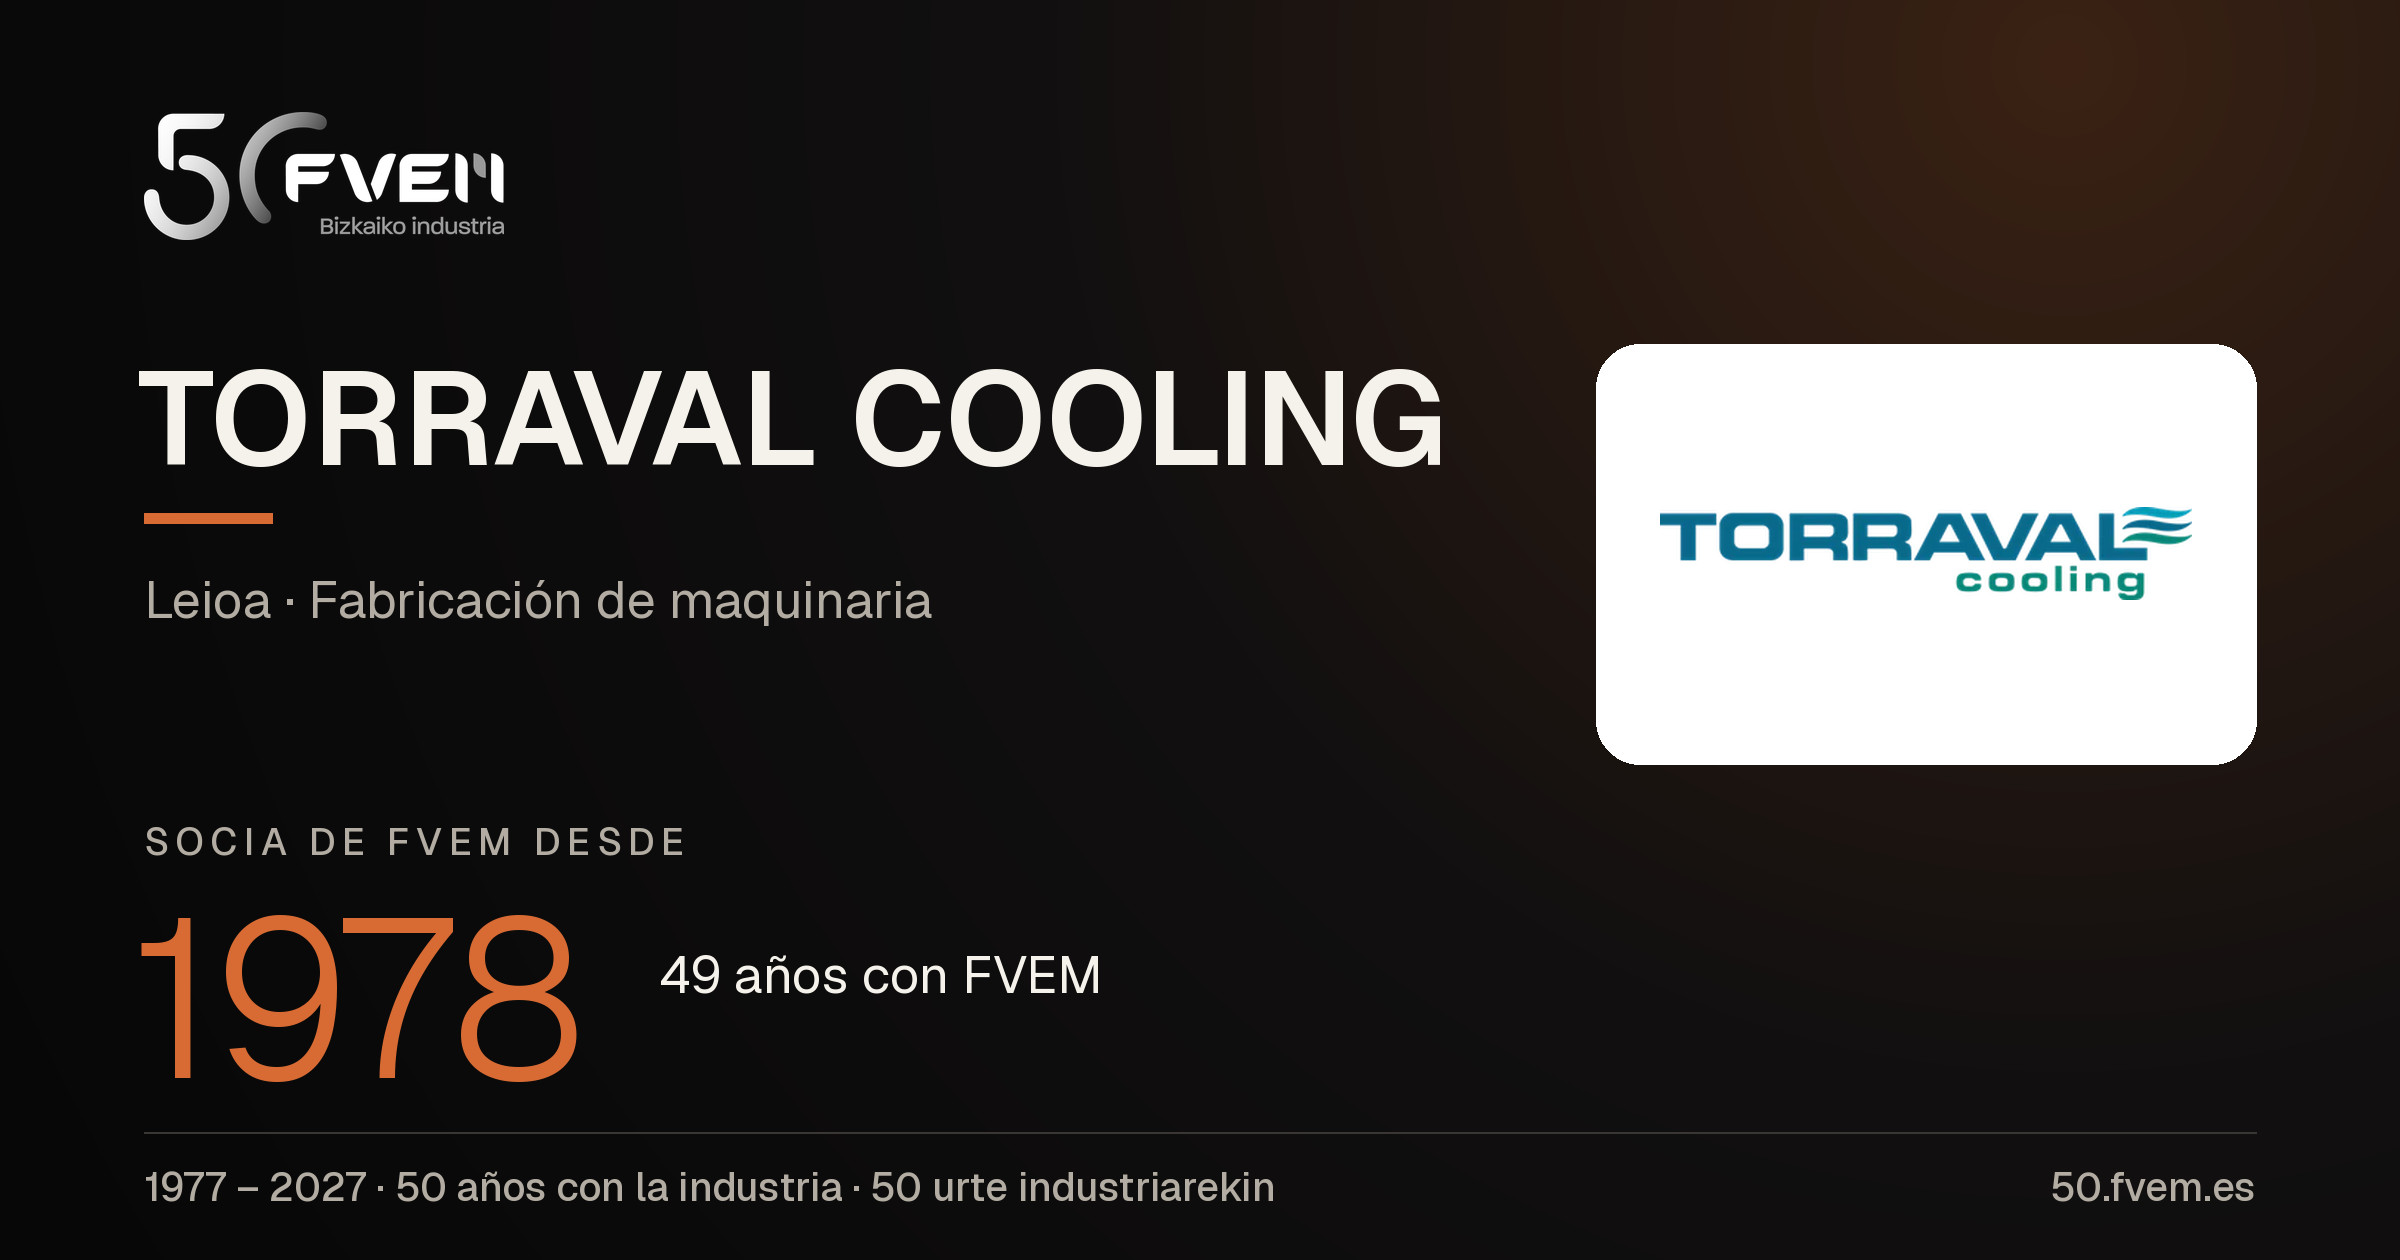 50 FVEM
Bizkaiko industria
TORRAVAL COOLING
TORRAVAL
cooling
Leioa · Fabricación de maquinaria
SOCIA DE FVEM DESDE
1978
49 años con FVEM
1977 – 2027 · 50 años con la industria · 50 urte industriarekin
50.fvem.es